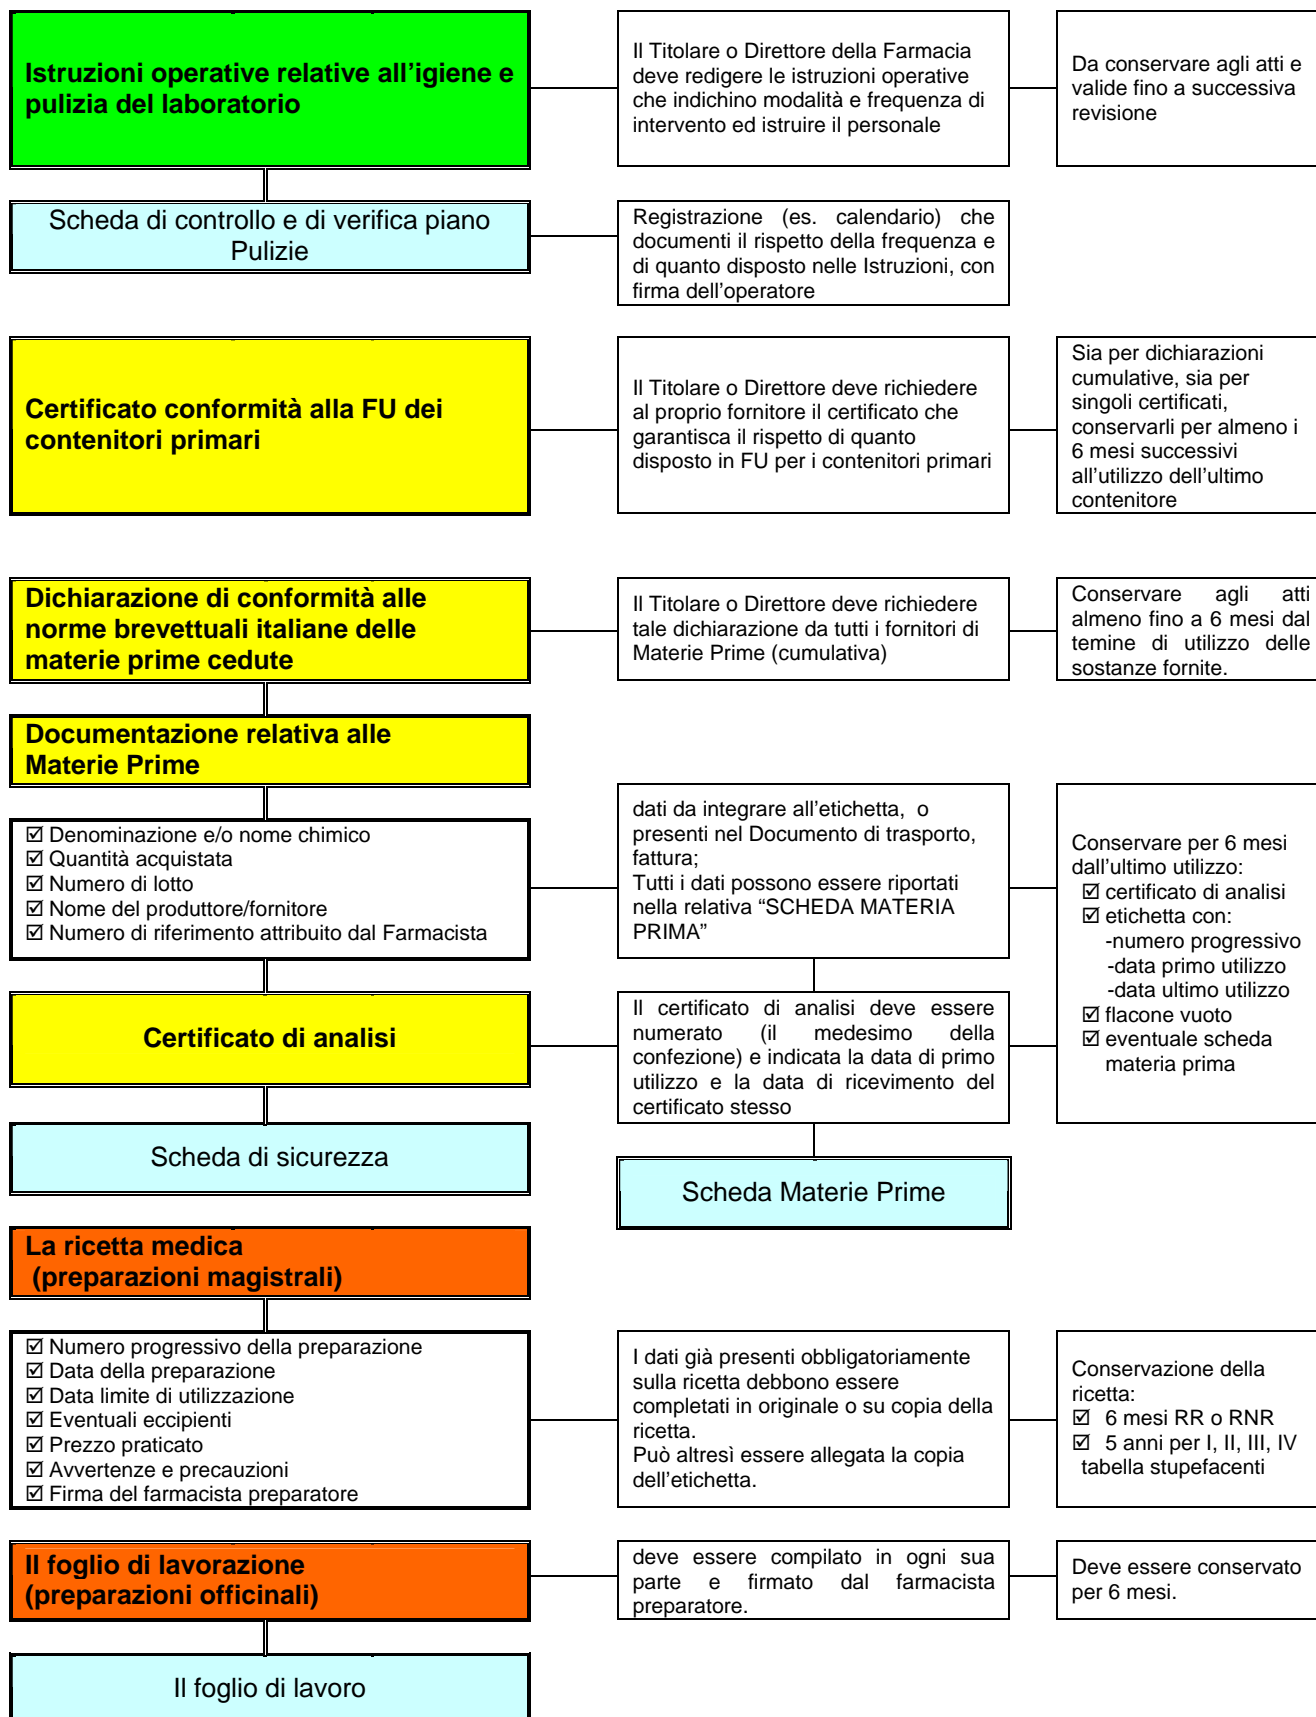 Istruzioni operative relative all'igiene e
pulizia del laboratorio
Il Titolare o Direttore della Farmacia
deve redigere le istruzioni operative
che indichino modalità e frequenza di
intervento ed istruire il personale
Da conservare agli atti e
valide fino a successiva
revisione
Scheda di controllo e di verifica piano
Pulizie
Registrazione (es. calendario) che
documenti il rispetto della frequenza e
di quanto disposto nelle Istruzioni, con
firma dell'operatore
Certificato conformità alla FU dei
contenitori primari
Il Titolare o Direttore deve richiedere
al proprio fornitore il certificato che
garantisca il rispetto di quanto
disposto in FU per i contenitori primari
Sia per dichiarazioni
cumulative, sia per
singoli certificati,
conservarli per almeno i
6 mesi successivi
all'utilizzo dell'ultimo
contenitore
Dichiarazione di conformità alle
norme brevettuali italiane delle
materie prime cedute
Il Titolare o Direttore deve richiedere
tale dichiarazione da tutti i fornitori di
Materie Prime (cumulativa)
Conservare agli atti
almeno fino a 6 mesi dal
temine di utilizzo delle
sostanze fornite.
Documentazione relativa alle
Materie Prime
☑ Denominazione e/o nome chimico
☑ Quantità acquistata
☑ Numero di lotto
☑ Nome del produttore/fornitore
☑ Numero di riferimento attribuito dal Farmacista
dati da integrare all'etichetta, o
presenti nel Documento di trasporto,
fattura;
Tutti i dati possono essere riportati
nella relativa “SCHEDA MATERIA
PRIMA”
Conservare per 6 mesi
dall'ultimo utilizzo:
☑ certificato di analisi
☑ etichetta con:
-numero progressivo
-data primo utilizzo
-data ultimo utilizzo
☑ flacone vuoto
☑ eventuale scheda
materia prima
Certificato di analisi
Il certificato di analisi deve essere
numerato (il medesimo della
confezione) e indicata la data di primo
utilizzo e la data di ricevimento del
certificato stesso
Scheda di sicurezza
Scheda Materie Prime
La ricetta medica
(preparazioni magistrali)
☑ Numero progressivo della preparazione
☑ Data della preparazione
☑ Data limite di utilizzazione
☑ Eventuali eccipienti
☑ Prezzo praticato
☑ Avvertenze e precauzioni
☑ Firma del farmacista preparatore
I dati già presenti obbligatoriamente
sulla ricetta debbono essere
completati in originale o su copia della
ricetta.
Può altresì essere allegata la copia
dell'etichetta.
Conservazione della
ricetta:
☑ 6 mesi RR o RNR
☑ 5 anni per I, II, III, IV
tabella stupefacenti
Il foglio di lavorazione
(preparazioni officinali)
deve essere compilato in ogni sua
parte e firmato dal farmacista
preparatore.
Deve essere conservato
per 6 mesi.
Il foglio di lavoro